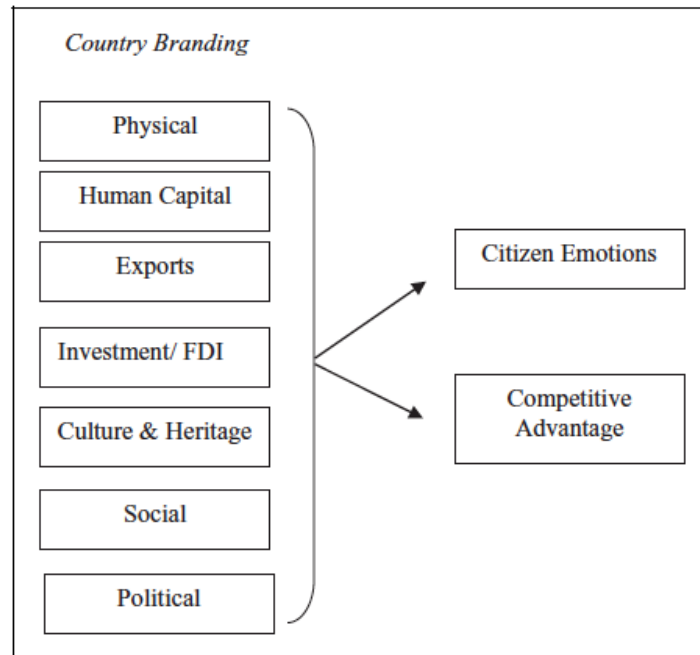 Country Branding
Physical
Human Capital
Exports
Investment/ FDI
Culture & Heritage
Social
Political
Citizen Emotions
Competitive
Advantage